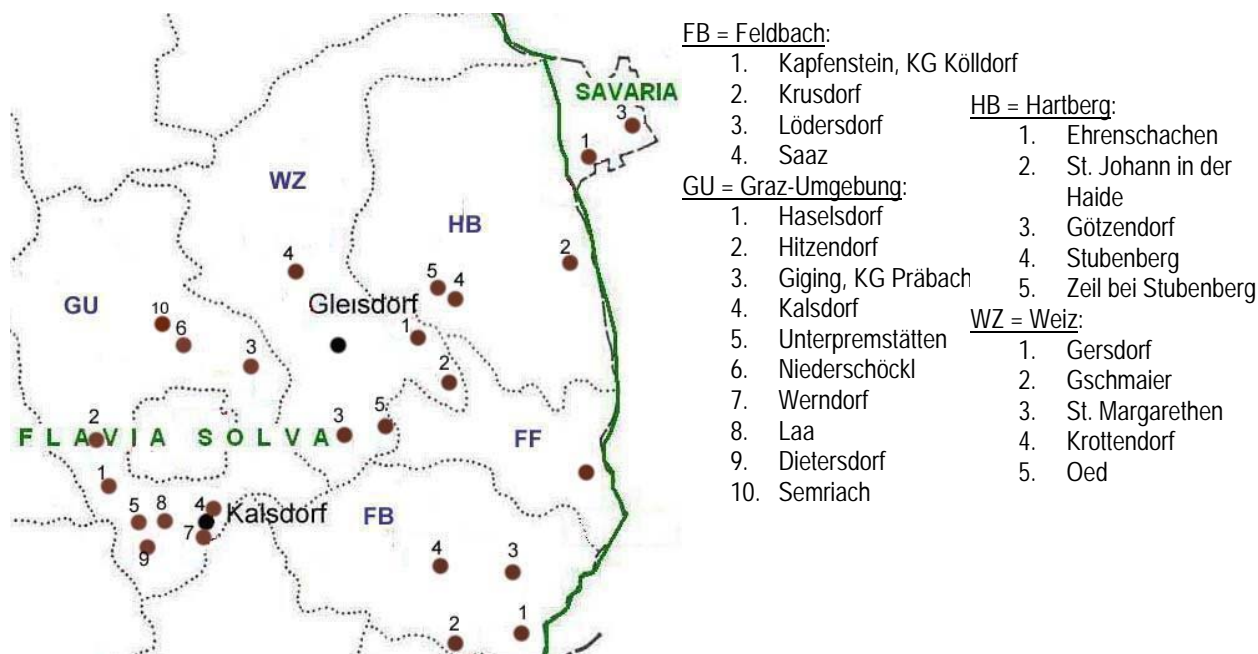 SAVARIA
3
1
WZ
HB
2
4
5
4
GU
Gleisdorf
10
6
1
3
2
2
3
5
FLAVIA SOLVA
FF
1
5
8
4
Kalsdorf
FB
7
9
4
3
1
2
FB = Feldbach:
1. Kapfenstein, KG Kölldorf
2. Krusdorf
3. Lödersdorf
4. Saaz
GU = Graz-Umgebung:
1. Haselsdorf
2. Hitzendorf
3. Giging, KG Präbach
4. Kalsdorf
5. Unterpremstätten
6. Niederschöckl
7. Werndorf
8. Laa
9. Dietersdorf
10. Semriach
HB = Hartberg:
1. Ehrenschachen
2. St. Johann in der
Haide
3. Götzendorf
4. Stubenberg
5. Zeil bei Stubenberg
WZ = Weiz:
1. Gersdorf
2. Gschmaier
3. St. Margarethen
4. Krottendorf
5. Oed